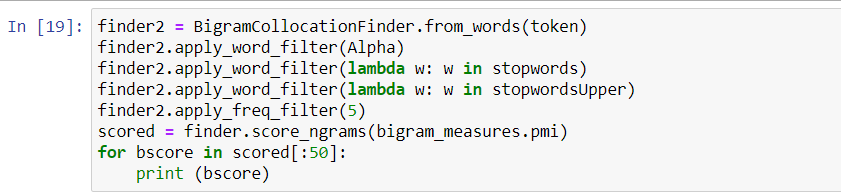 In [19]: finder2 = BigramCollocationFinder.from_words(token)
finder2.apply_word_filter(Alpha)
finder2.apply_word_filter(lambda w: w in stopwords)
finder2.apply_word_filter(lambda w: w in stopwordsUpper)
finder2.apply_freq_filter(5)
scored = finder.score_ngrams(bigram_measures.pmi)
for bscore in scored[:50]:
    print (bscore)